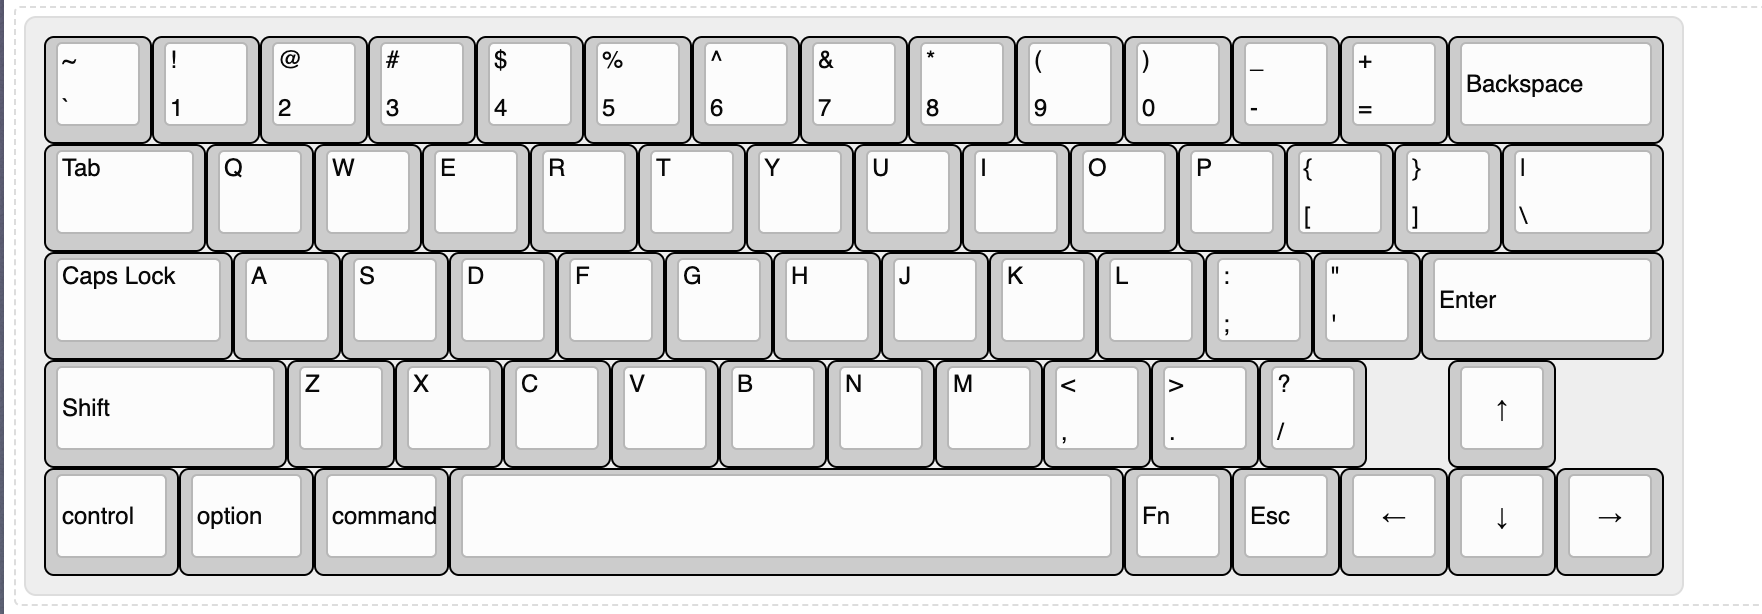 ~ ! @ # $ % ^ & * ( ) _ +
Backspace
` 1 2 3 4 5 6 7 8 9 0 - =
Tab Q W E R T Y U I O P { } |
[ ] \
Caps Lock A S D F G H J K L : "
Enter
; '
Z X C V B N M < > ?
Shift ↑
, . /
control option command Fn Esc ← ↓ →